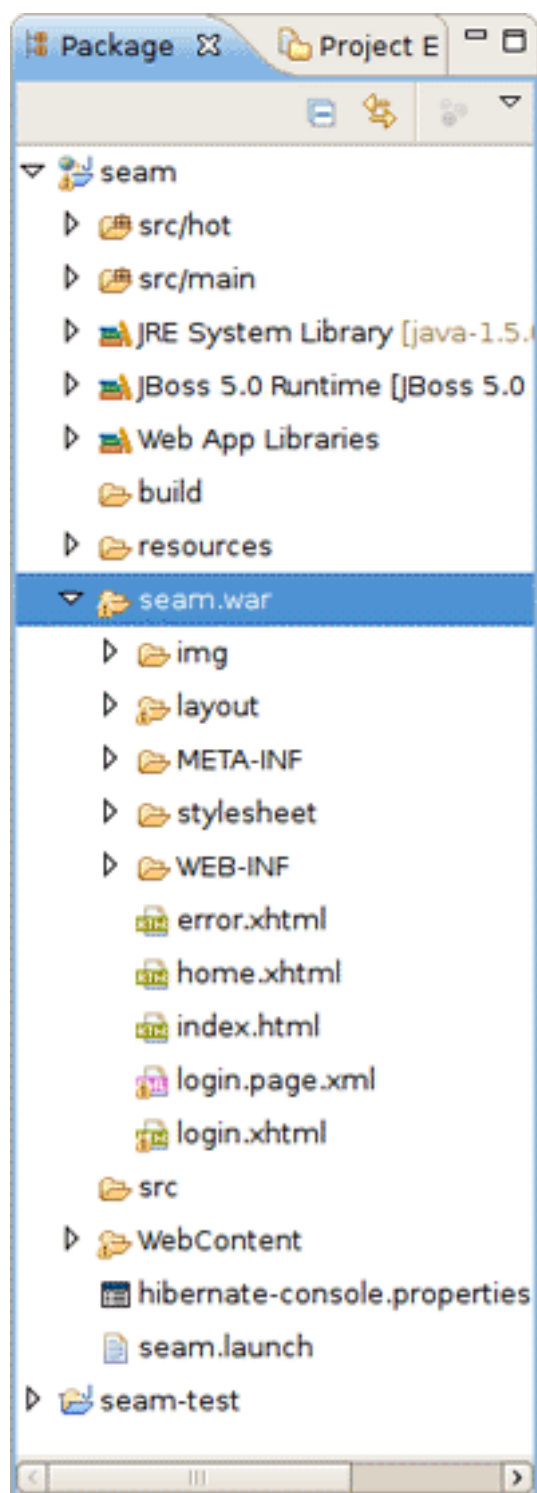 Package Project E
seam
src/hot
src/main
JRE System Library [java-1.5.
JBoss 5.0 Runtime [JBoss 5.0
Web App Libraries
build
resources
seam.war
img
layout
META-INF
stylesheet
WEB-INF
error.xhtml
home.xhtml
index.html
login.page.xml
login.xhtml
src
WebContent
hibernate-console.properties
seam.launch
seam-test